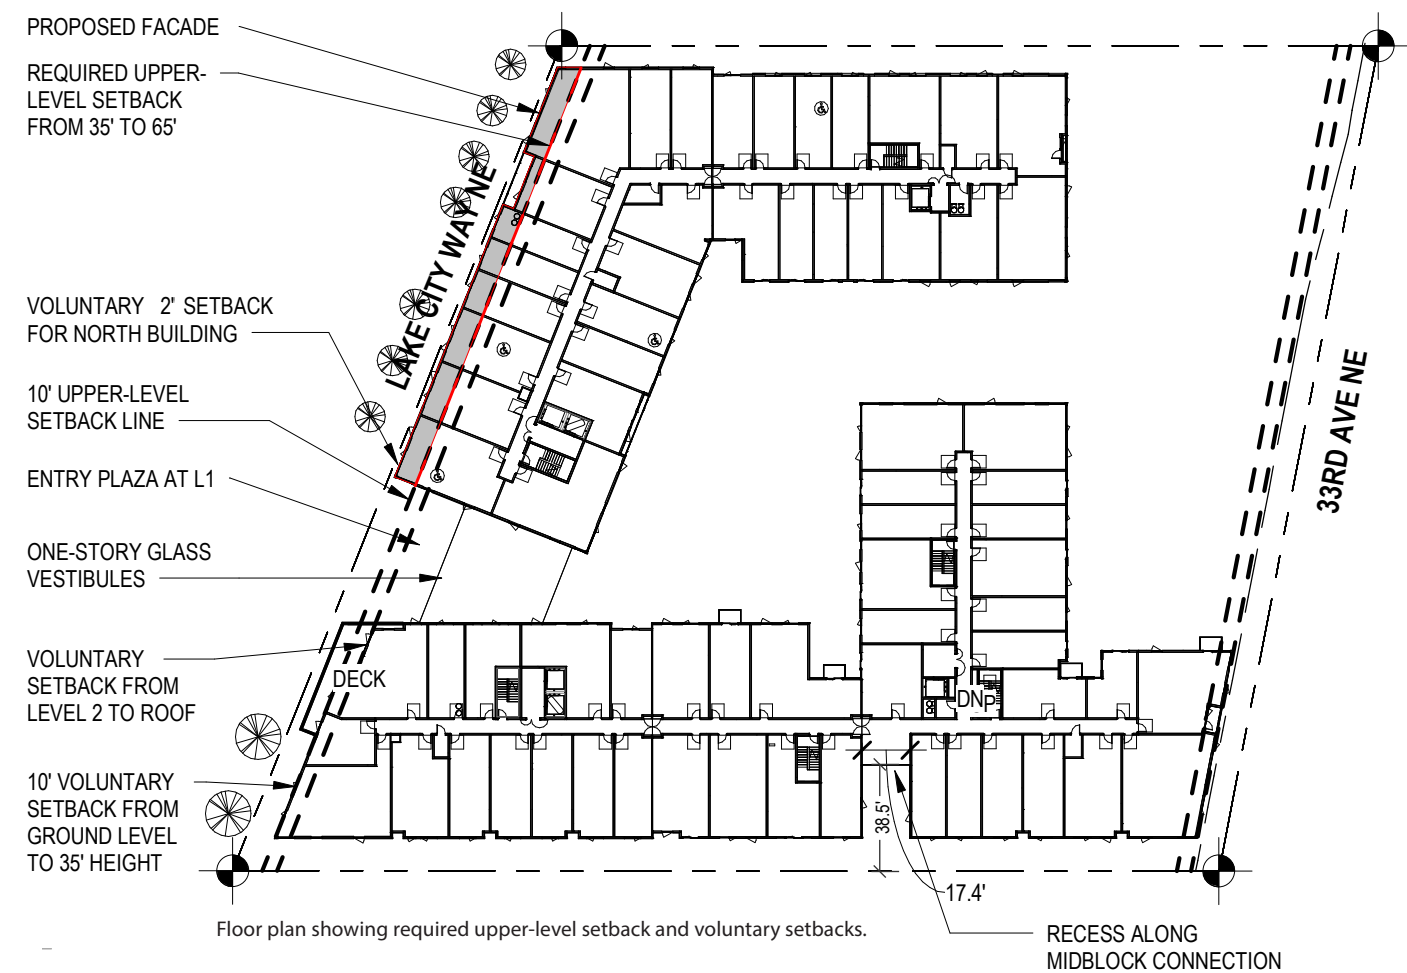 PROPOSED FACADE
REQUIRED UPPER-
LEVEL SETBACK
FROM 35' TO 65'
LAKE CITY WAY NE
VOLUNTARY 2' SETBACK
FOR NORTH BUILDING
10' UPPER-LEVEL
SETBACK LINE
ENTRY PLAZA AT L1
ONE-STORY GLASS
VESTIBULES
VOLUNTARY
SETBACK FROM
LEVEL 2 TO ROOF
10' VOLUNTARY
SETBACK FROM
GROUND LEVEL
TO 35' HEIGHT
33RD AVE NE
DECK
DN
P
38.5'
17.4'
RECESS ALONG
MIDBLOCK CONNECTION
Floor plan showing required upper-level setback and voluntary setbacks.